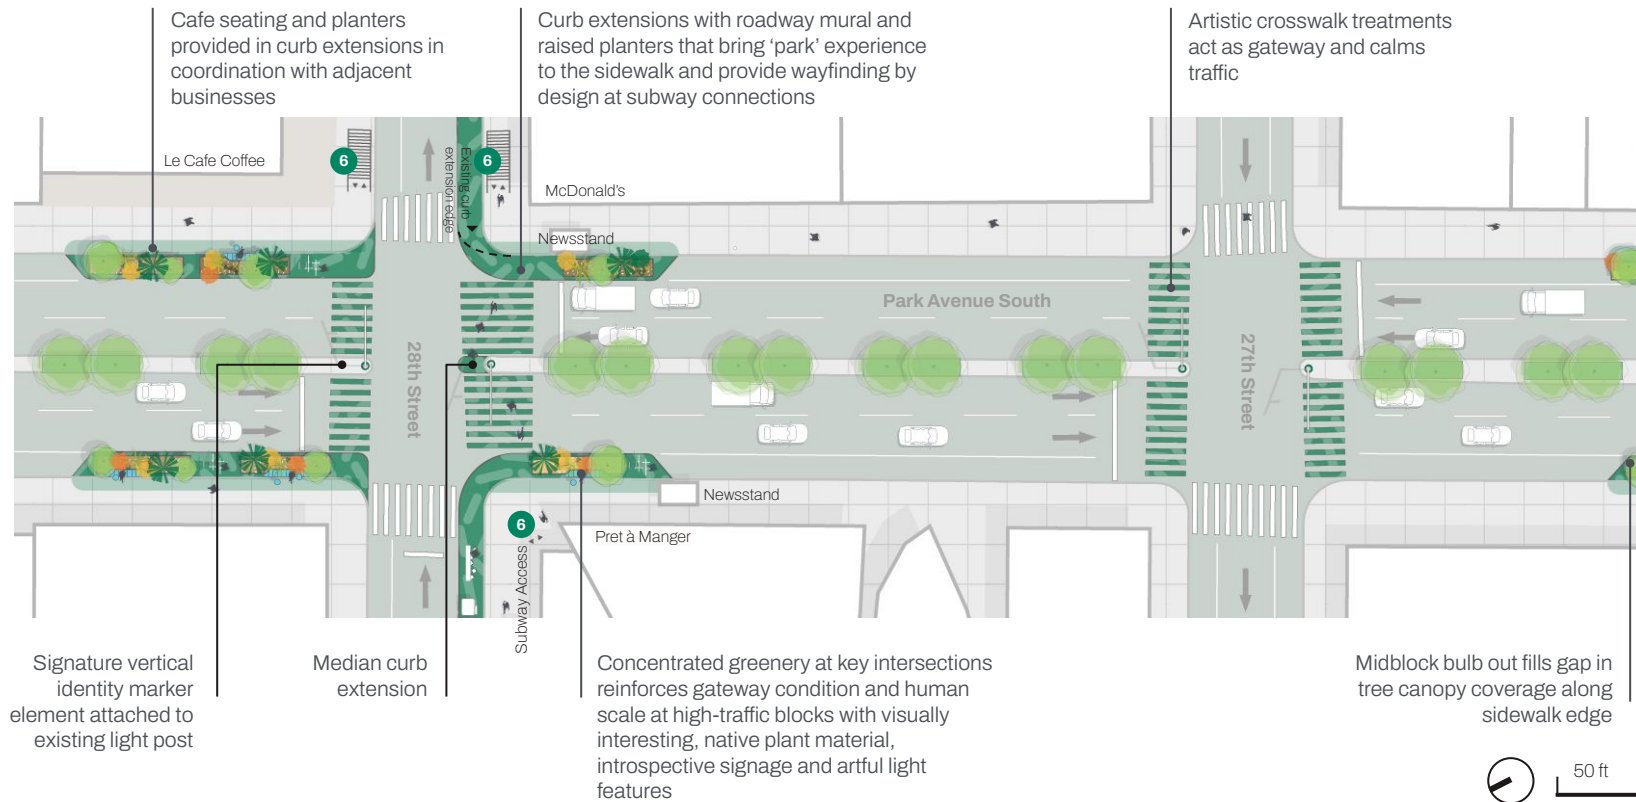 Cafe seating and planters
provided in curb extensions in
coordination with adjacent
businesses
Curb extensions with roadway mural and
raised planters that bring ‘park’ experience
to the sidewalk and provide wayfinding by
design at subway connections
Artistic crosswalk treatments
act as gateway and calms
traffic
Le Cafe Coffee
6
Existing curb
extension edge
6
McDonald's
Newsstand
Park Avenue South
28th Street
27th Street
Newsstand
6
Subway Access
Pret à Manger
Signature vertical
identity marker
element attached to
existing light post
Median curb
extension
Concentrated greenery at key intersections
reinforces gateway condition and human
scale at high-traffic blocks with visually
interesting, native plant material,
introspective signage and artful light
features
Midblock bulb out fills gap in
tree canopy coverage along
sidewalk edge
50 ft